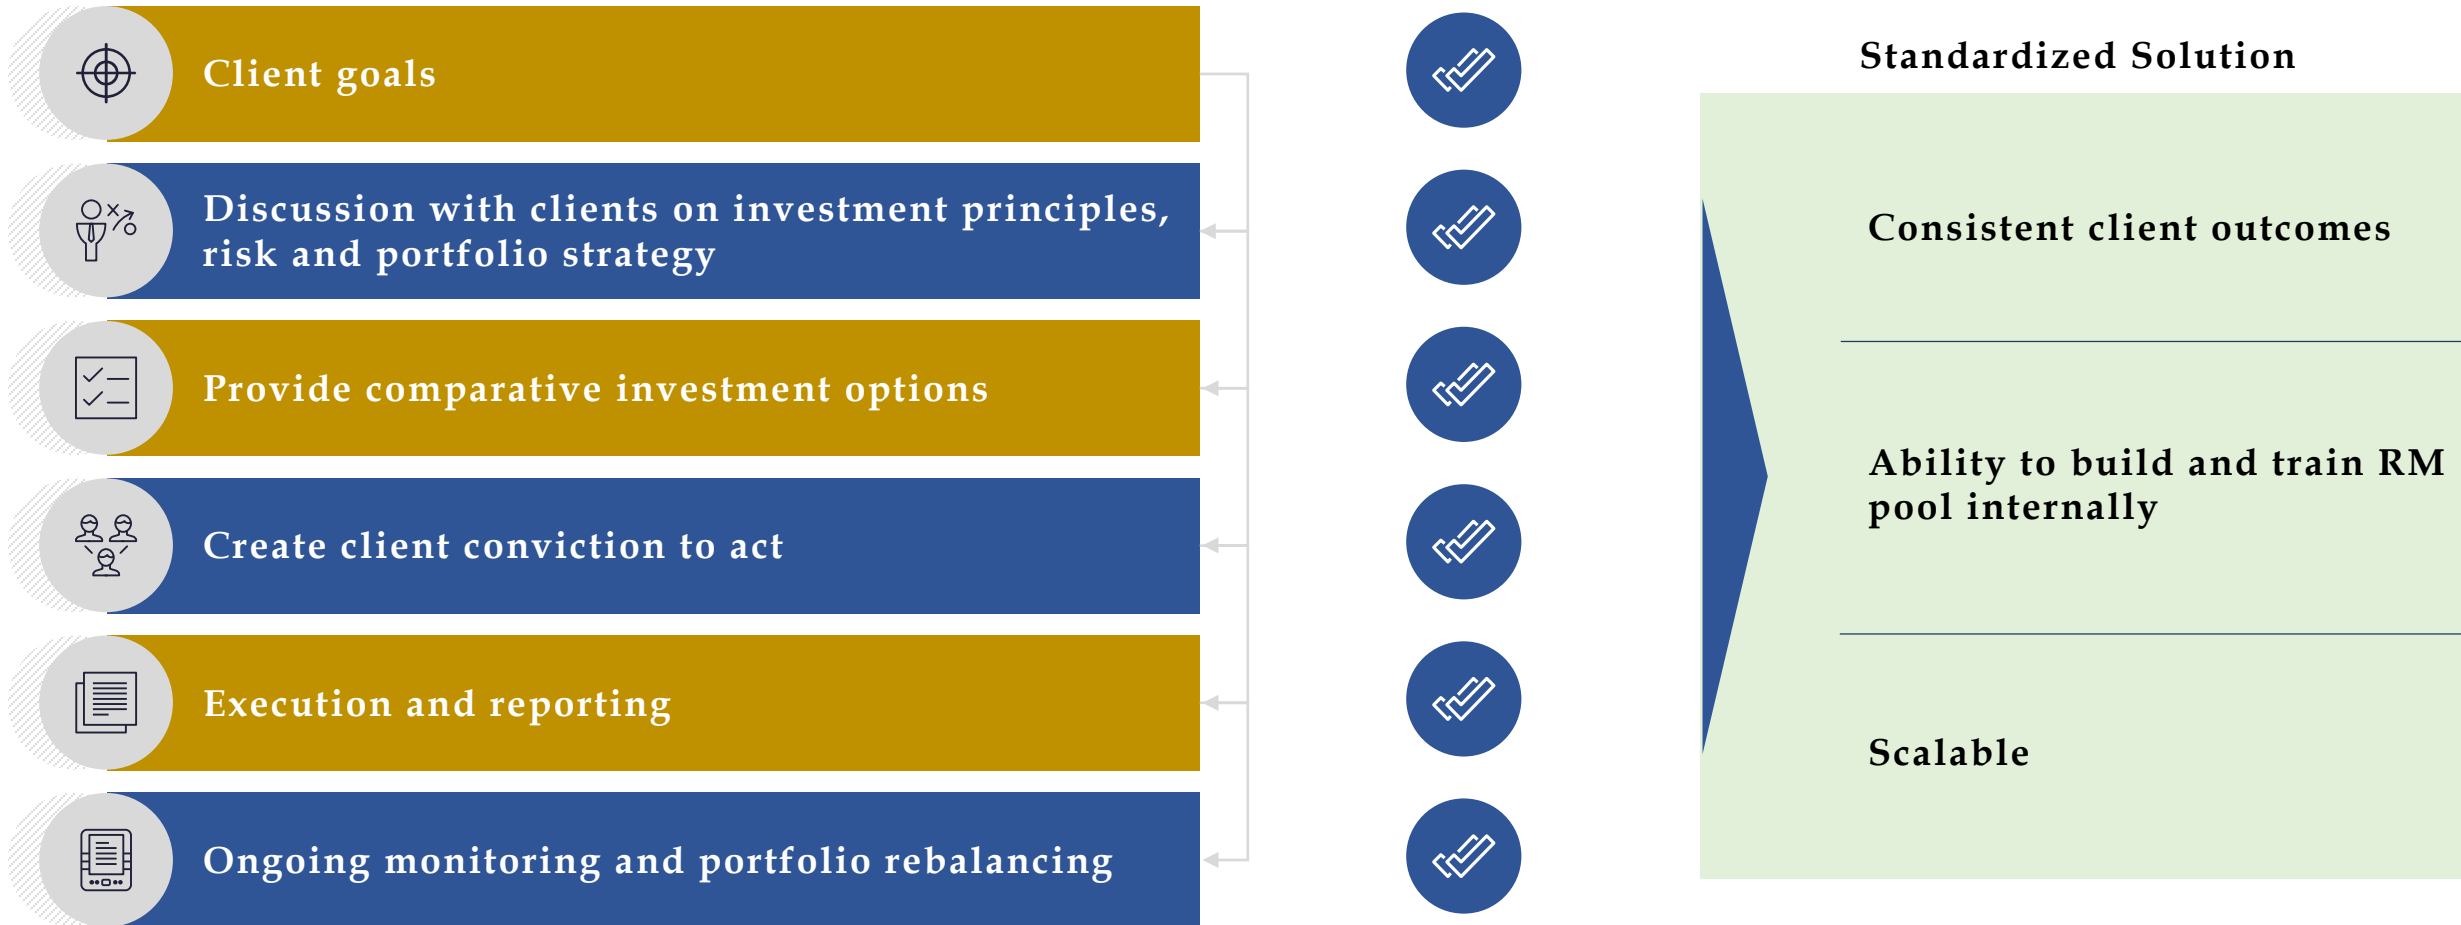 Client goals
Discussion with clients on investment principles,
risk and portfolio strategy
Provide comparative investment options
Create client conviction to act
Execution and reporting
Ongoing monitoring and portfolio rebalancing
Standardized Solution
Consistent client outcomes
Ability to build and train RM
pool internally
Scalable